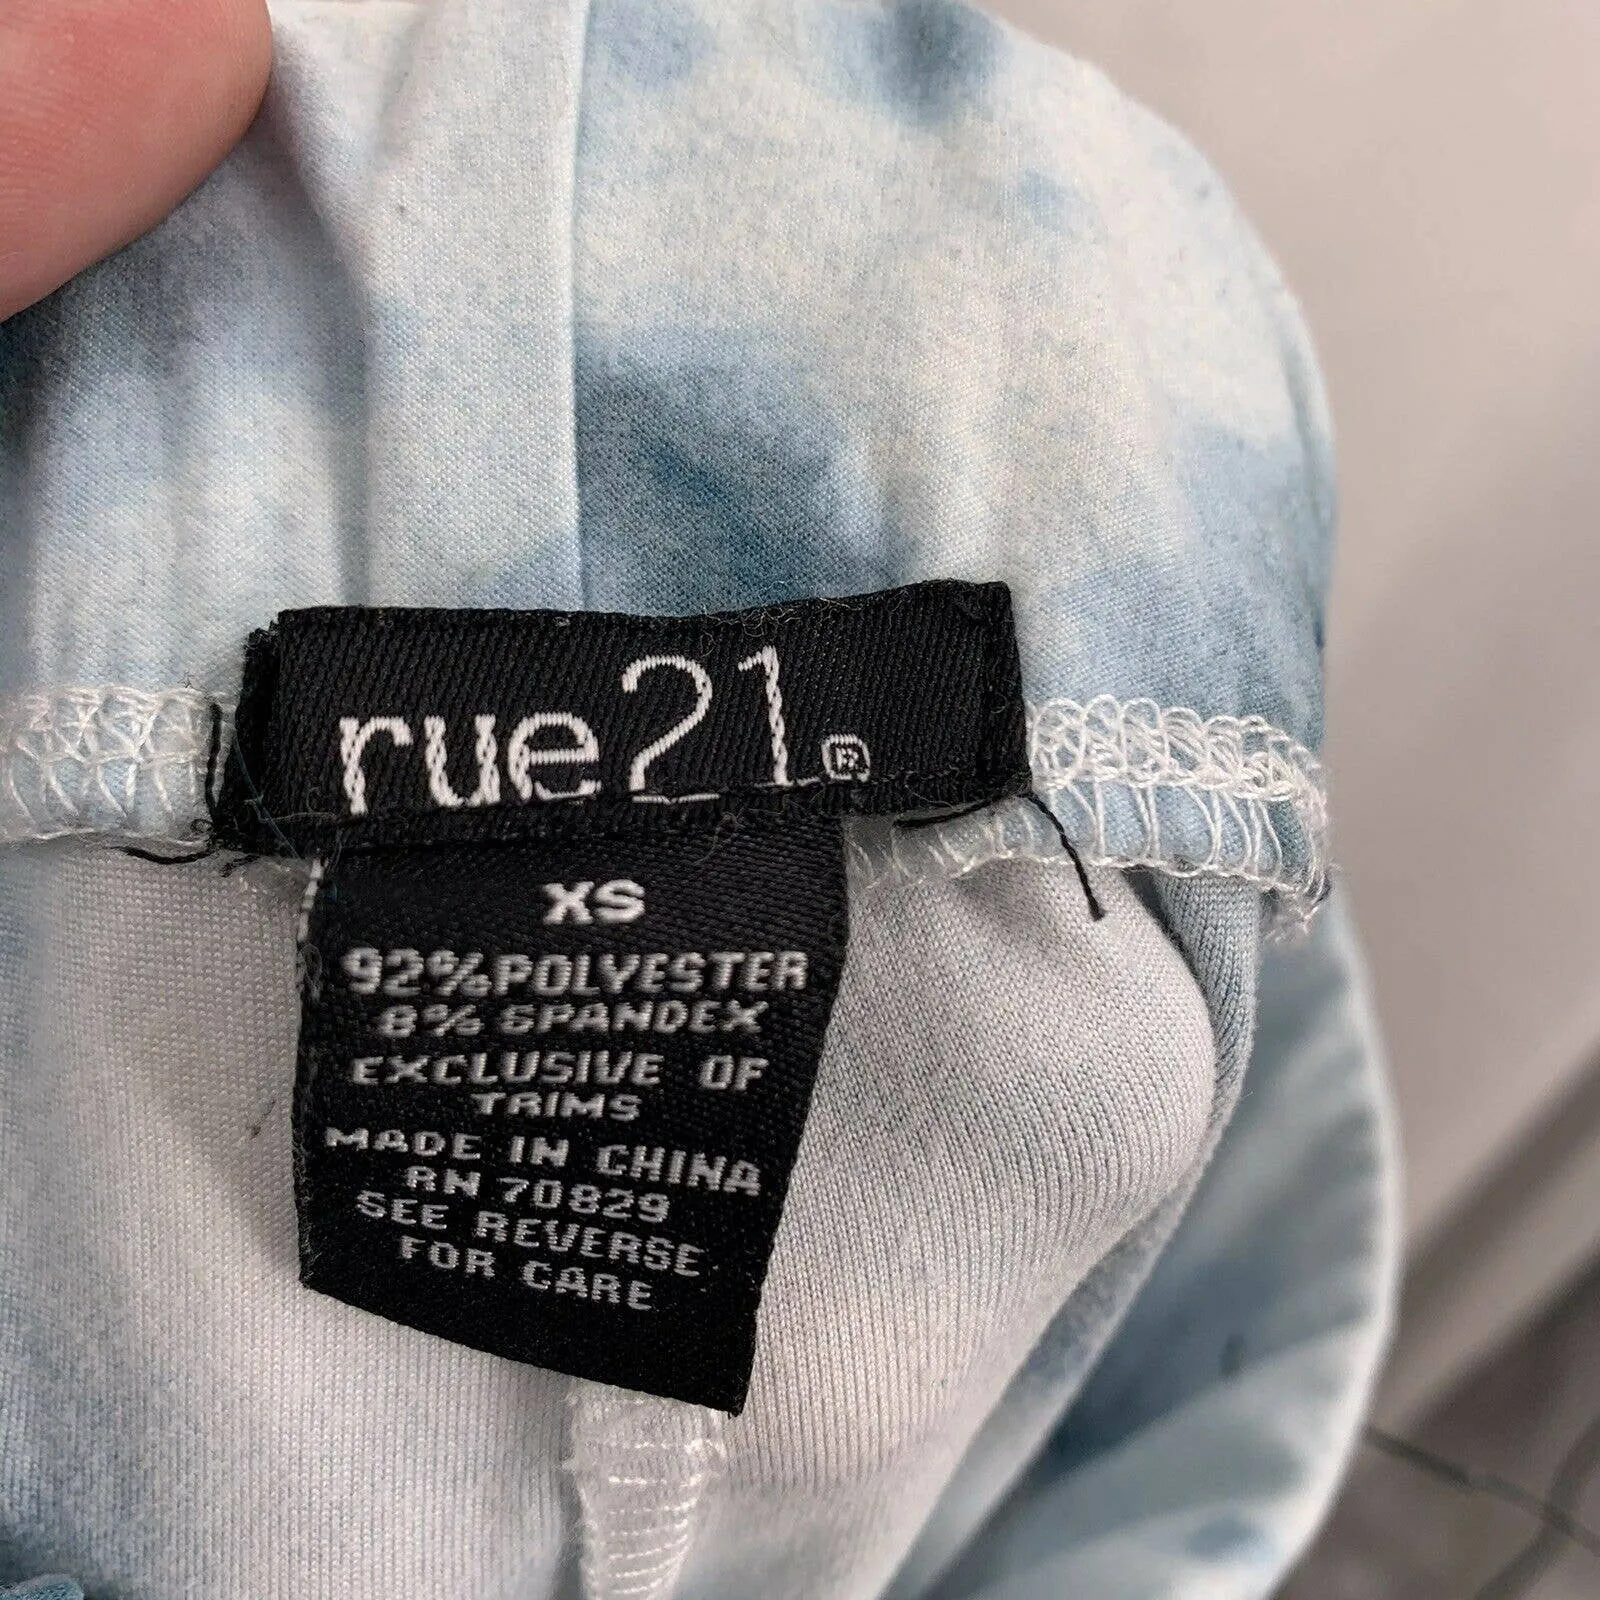 rue21®
XS
92% POLYESTER
8% SPANDEX
EXCLUSIVE OF
TRIMS
MADE IN CHINA
RN 70829
SEE REVERSE
FOR CARE